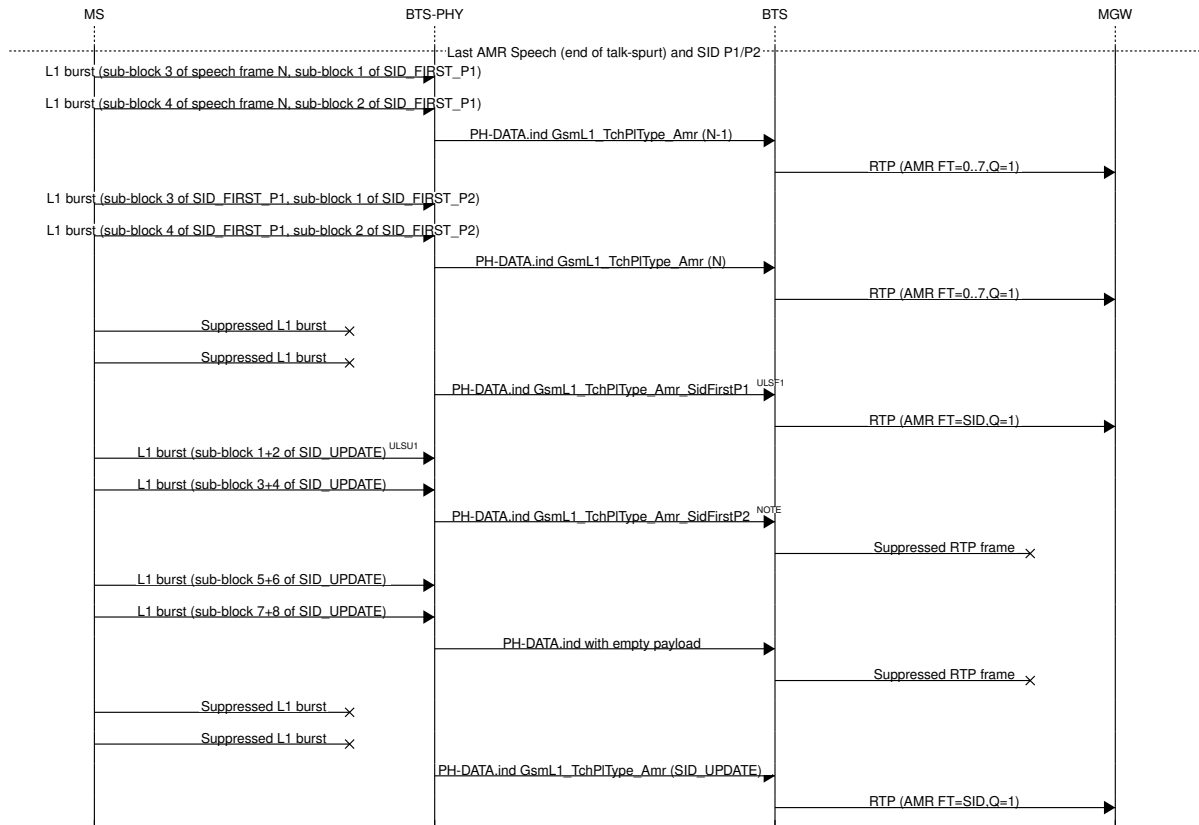 MS BTS-PHY BTS MGW
Last AMR Speech (end of talk-spurt) and SID P1/P2
L1 burst (sub-block 3 of speech frame N, sub-block 1 of SID_FIRST_P1)
L1 burst (sub-block 4 of speech frame N, sub-block 2 of SID_FIRST_P1)
PH-DATA.ind GsmL1_TchPlType_Amr (N-1)
RTP (AMR FT=0..7,Q=1)
L1 burst (sub-block 3 of SID_FIRST_P1, sub-block 1 of SID_FIRST_P2)
L1 burst (sub-block 4 of SID_FIRST_P1, sub-block 2 of SID_FIRST_P2)
PH-DATA.ind GsmL1_TchPlType_Amr (N)
RTP (AMR FT=0..7,Q=1)
Suppressed L1 burst
Suppressed L1 burst
PH-DATA.ind GsmL1_TchPlType_Amr_SidFirstP1 ULSF1
RTP (AMR FT=SID,Q=1)
L1 burst (sub-block 1+2 of SID_UPDATE) ULSU1
L1 burst (sub-block 3+4 of SID_UPDATE)
PH-DATA.ind GsmL1_TchPlType_Amr_SidFirstP2 NOTE
Suppressed RTP frame
L1 burst (sub-block 5+6 of SID_UPDATE)
L1 burst (sub-block 7+8 of SID_UPDATE)
PH-DATA.ind with empty payload
Suppressed RTP frame
Suppressed L1 burst
Suppressed L1 burst
PH-DATA.ind GsmL1_TchPlType_Amr (SID_UPDATE)
RTP (AMR FT=SID,Q=1)